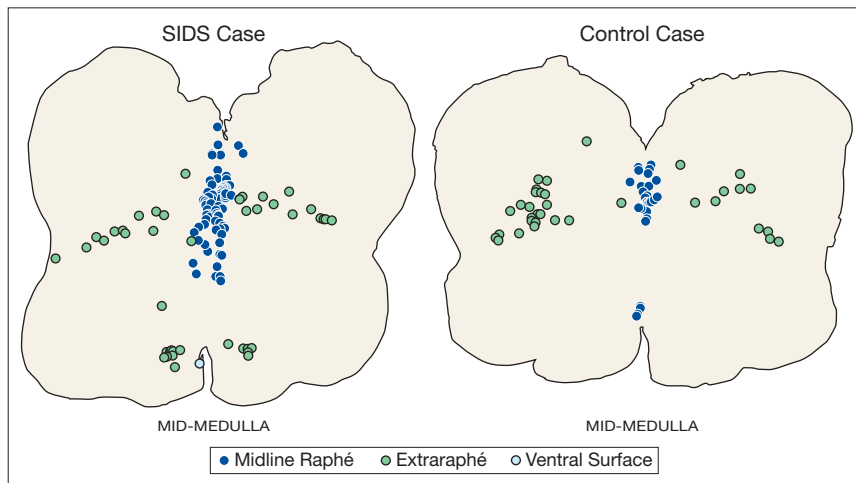 SIDS Case
Control Case
MID-MEDULLA
MID-MEDULLA
Midline Raphé
Extraraphé
Ventral Surface